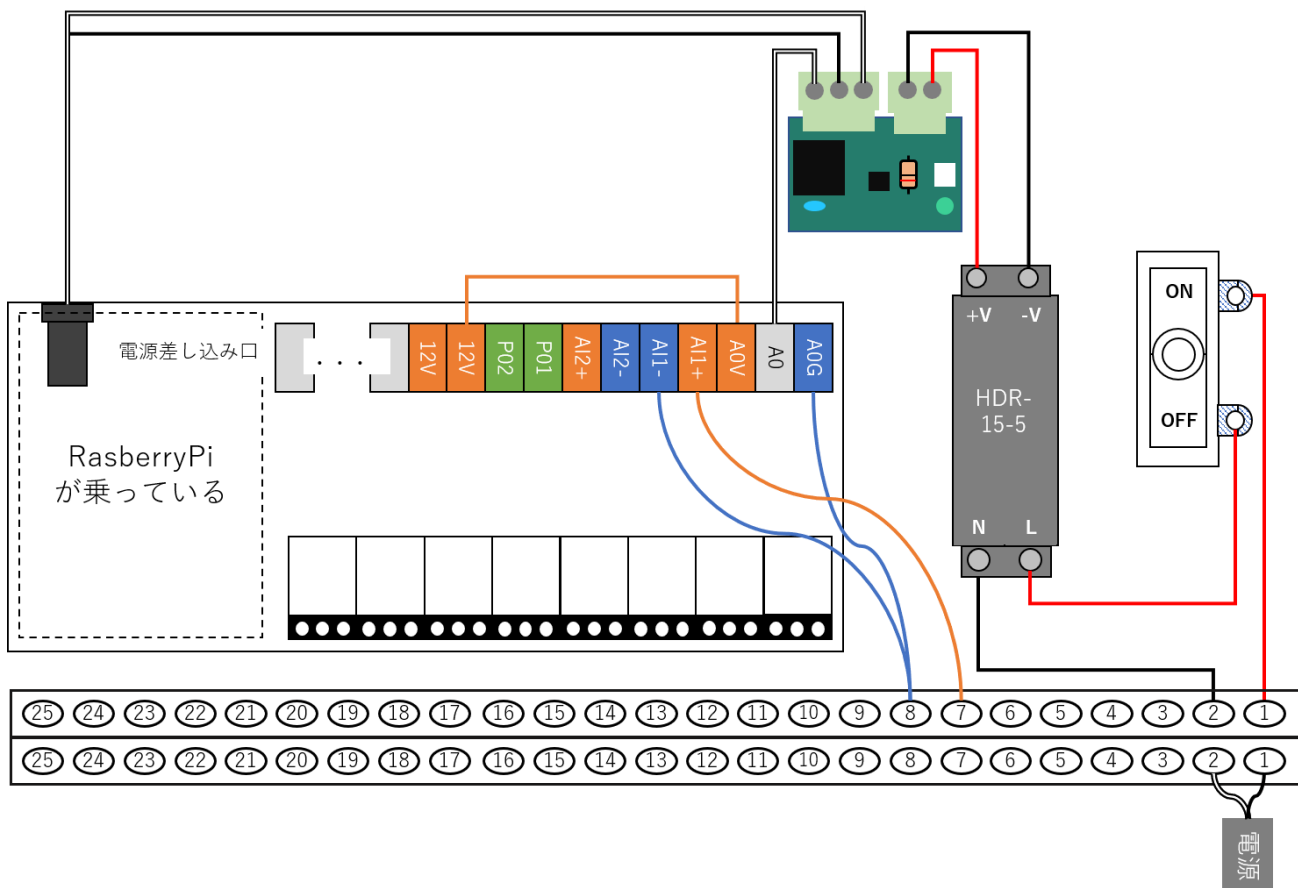 ON
+V
-V
電源差し込み口
・・・
12V
12V
P02
P01
AI2+
AI2-
AI1-
AI1+
A0V
A0
A0G
HDR-
15-5
OFF
RasberryPi
が乗っている
N
L
25 24 23 22 21 20 19 18 17 16 15 14 13 12 11 10 9 8 7 6 5 4 3 2 1
25 24 23 22 21 20 19 18 17 16 15 14 13 12 11 10 9 8 7 6 5 4 3 2 1
電源